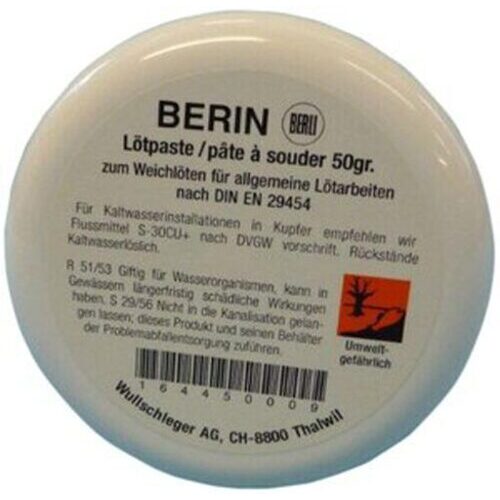 BERIN BERLI
Lötpaste/pâte à souder 50gr.
zum Weichlöten für allgemeine Lötarbeiten
nach DIN EN 29454
Für Kaltwasserinstallationen in Kupfer empfehlen wir
Flussmittel S-30CU+ nach DVGW vorschrift. Rückstände
Kaltwasserlöslich.
R 51/53 Giftig für Wasserorganismen, kann in
Gewässern längerfristig schädliche Wirkungen
haben. S 29/56 Nicht in die Kanalisation gelan-
gen lassen; dieses Produkt und seinen Behälter
der Problemabfallentsorgung zuführen.
Umwelt-
gefährlich
16450009
Wullschleger AG, CH-8800 Thalwil